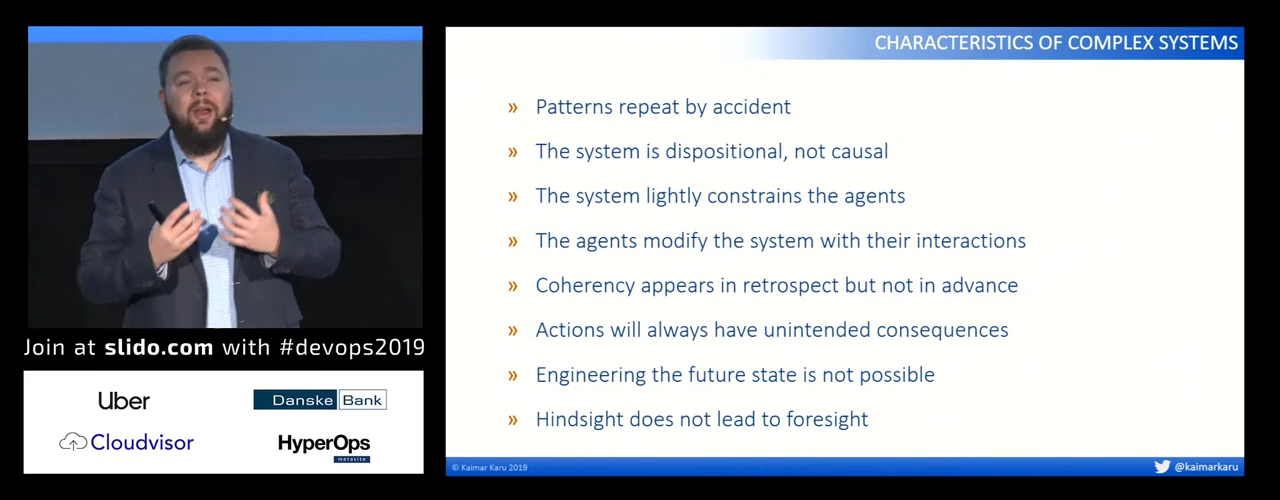 CHARACTERISTICS OF COMPLEX SYSTEMS
» Patterns repeat by accident
» The system is dispositional, not causal
» The system lightly constrains the agents
» The agents modify the system with their interactions
» Coherency appears in retrospect but not in advance
» Actions will always have unintended consequences
» Engineering the future state is not possible
» Hindsight does not lead to foresight
© Kaimar Karu 2019
@kaimarkaru
Join at slido.com with #devops2019
Uber
Danske Bank
Cloudvisor
HyperOps
metasite